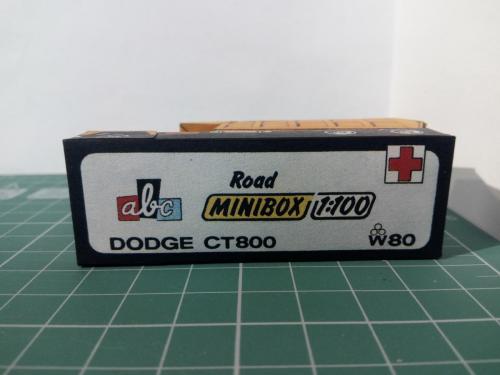 Road
abc
MINIBOX 1:100
DODGE CT800
W80